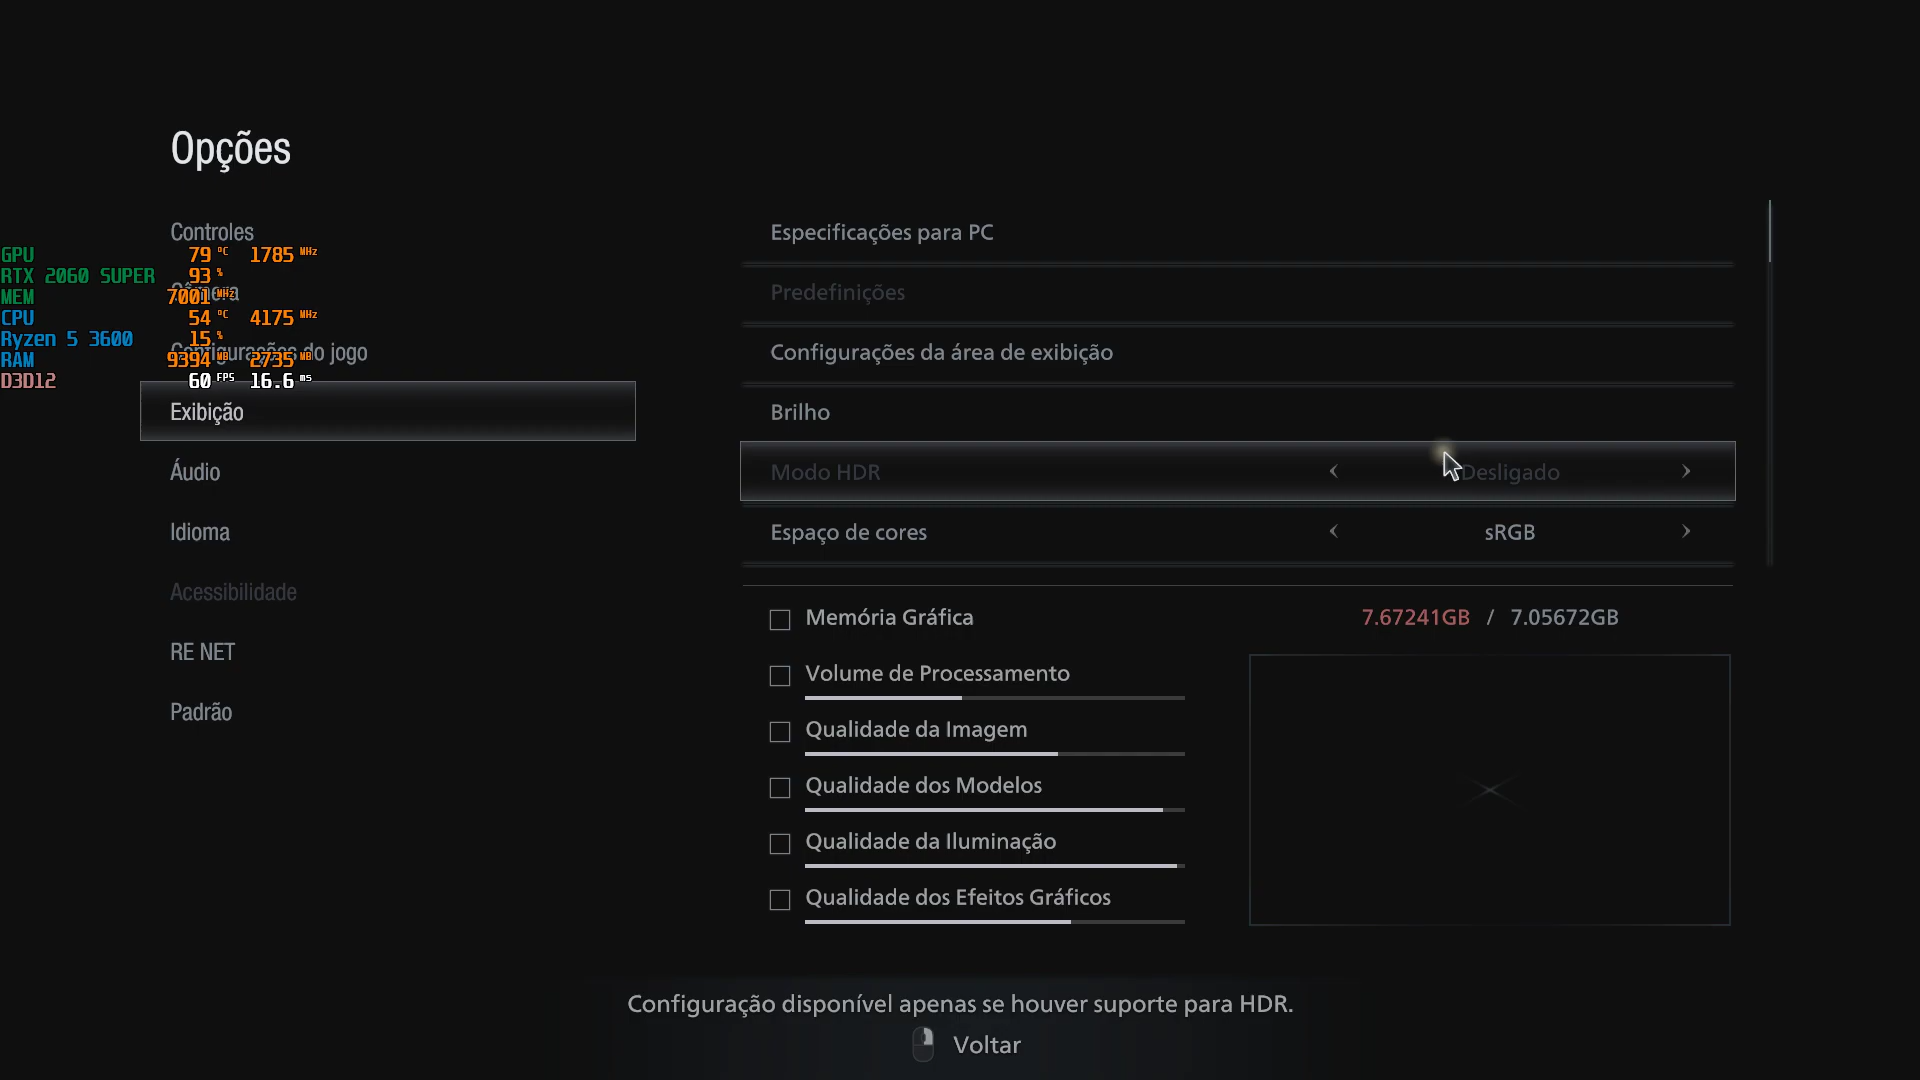 Opções
Controles
GPU 79 °C 1785 MHz
RTX 2060 SUPER 93 %
Câmera
MEM 7001 MHz
CPU 54 °C 4175 MHz
Ryzen 5 3600 15 %
Configurações do jogo
RAM 9394 MB 2735 MB
D3D12 60 FPS 16.6 ms
Exibição
Áudio
Idioma
Acessibilidade
RE NET
Padrão
Especificações para PC
Predefinições
Configurações da área de exibição
Brilho
Modo HDR Desligado
Espaço de cores sRGB
Memória Gráfica 7.67241GB / 7.05672GB
Volume de Processamento
Qualidade da Imagem
Qualidade dos Modelos
Qualidade da Iluminação
Qualidade dos Efeitos Gráficos
Configuração disponível apenas se houver suporte para HDR.
Voltar